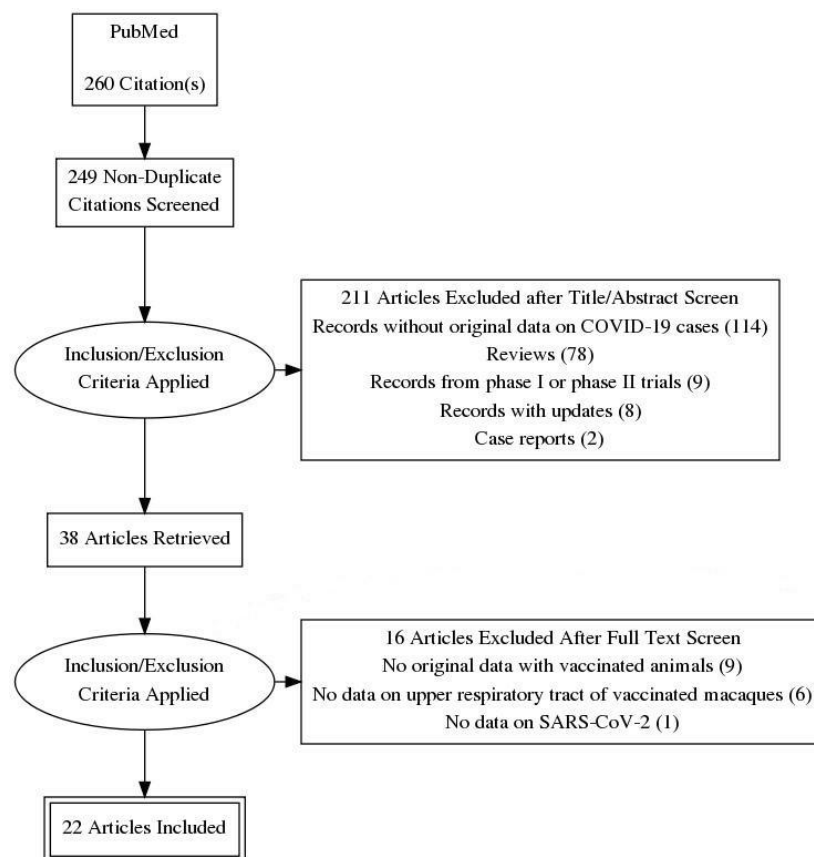 PubMed
260 Citation(s)
249 Non-Duplicate
Citations Screened
Inclusion/Exclusion
Criteria Applied
211 Articles Excluded after Title/Abstract Screen
Records without original data on COVID-19 cases (114)
Reviews (78)
Records from phase I or phase II trials (9)
Records with updates (8)
Case reports (2)
38 Articles Retrieved
Inclusion/Exclusion
Criteria Applied
16 Articles Excluded After Full Text Screen
No original data with vaccinated animals (9)
No data on upper respiratory tract of vaccinated macaques (6)
No data on SARS-CoV-2 (1)
22 Articles Included